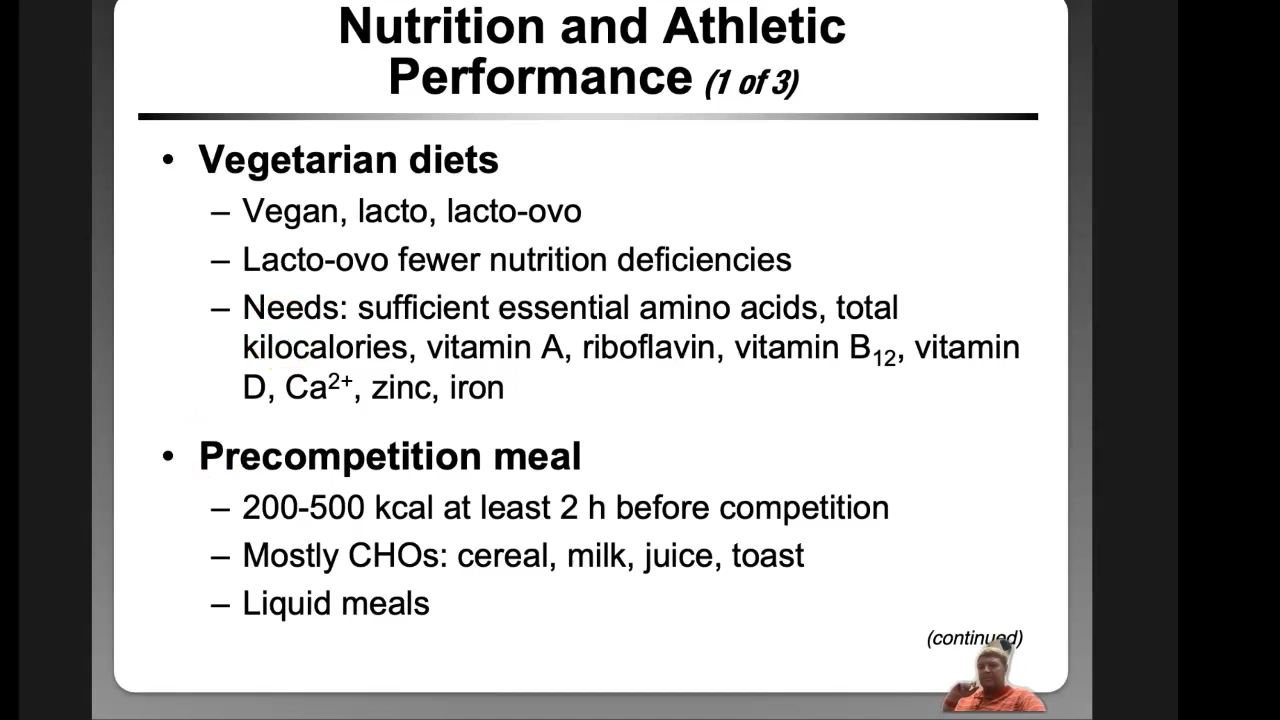 Nutrition and Athletic
Performance (1 of 3)
• Vegetarian diets
– Vegan, lacto, lacto-ovo
– Lacto-ovo fewer nutrition deficiencies
– Needs: sufficient essential amino acids, total
kilocalories, vitamin A, riboflavin, vitamin B₁₂, vitamin
D, Ca²⁺, zinc, iron
• Precompetition meal
– 200-500 kcal at least 2 h before competition
– Mostly CHOs: cereal, milk, juice, toast
– Liquid meals
(continued)